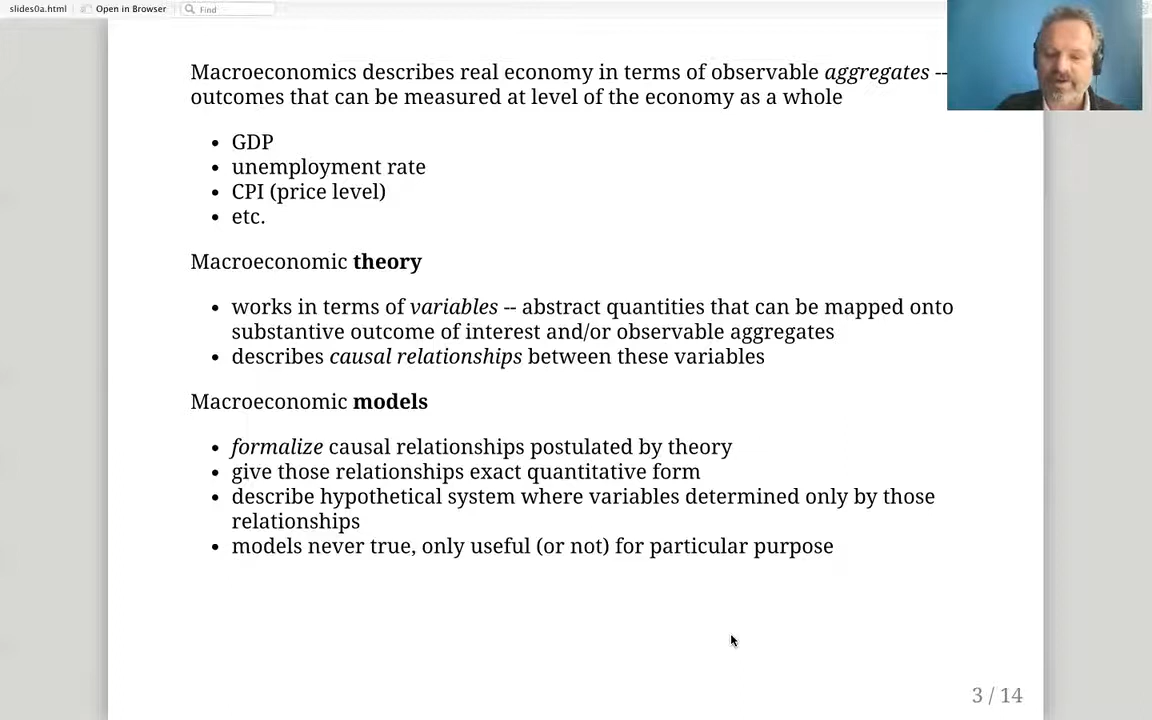 slides0a.html
Open in Browser
Find
Macroeconomics describes real economy in terms of observable aggregates --
outcomes that can be measured at level of the economy as a whole
• GDP
• unemployment rate
• CPI (price level)
• etc.
Macroeconomic theory
• works in terms of variables -- abstract quantities that can be mapped onto
substantive outcome of interest and/or observable aggregates
• describes causal relationships between these variables
Macroeconomic models
• formalize causal relationships postulated by theory
• give those relationships exact quantitative form
• describe hypothetical system where variables determined only by those
relationships
• models never true, only useful (or not) for particular purpose
3 / 14